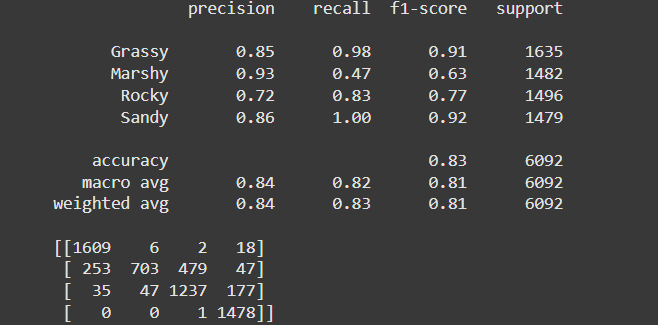 precision recall f1-score support
Grassy 0.85 0.98 0.91 1635
Marshy 0.93 0.47 0.63 1482
Rocky 0.72 0.83 0.77 1496
Sandy 0.86 1.00 0.92 1479
accuracy 0.83 6092
macro avg 0.84 0.82 0.81 6092
weighted avg 0.84 0.83 0.81 6092
[[1609 6 2 18]
[ 253 703 479 47]
[ 35 47 1237 177]
[ 0 0 1 1478]]